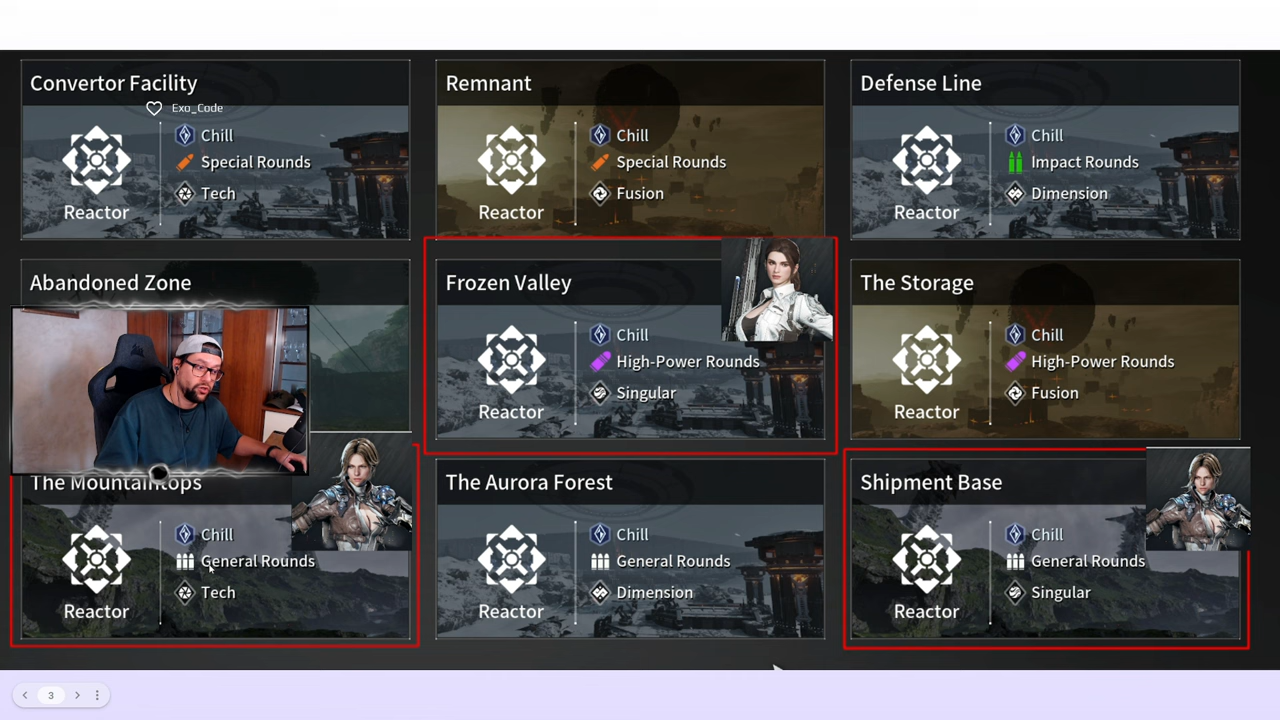 Convertor Facility
Exo_Code
Chill
Special Rounds
Tech
Reactor
Remnant
Chill
Special Rounds
Fusion
Reactor
Defense Line
Chill
Impact Rounds
Dimension
Reactor
Abandoned Zone
Frozen Valley
Chill
High-Power Rounds
Singular
Reactor
The Storage
Chill
High-Power Rounds
Fusion
Reactor
The Mountaintops
Chill
General Rounds
Tech
Reactor
The Aurora Forest
Chill
General Rounds
Dimension
Reactor
Shipment Base
Chill
General Rounds
Singular
Reactor
3